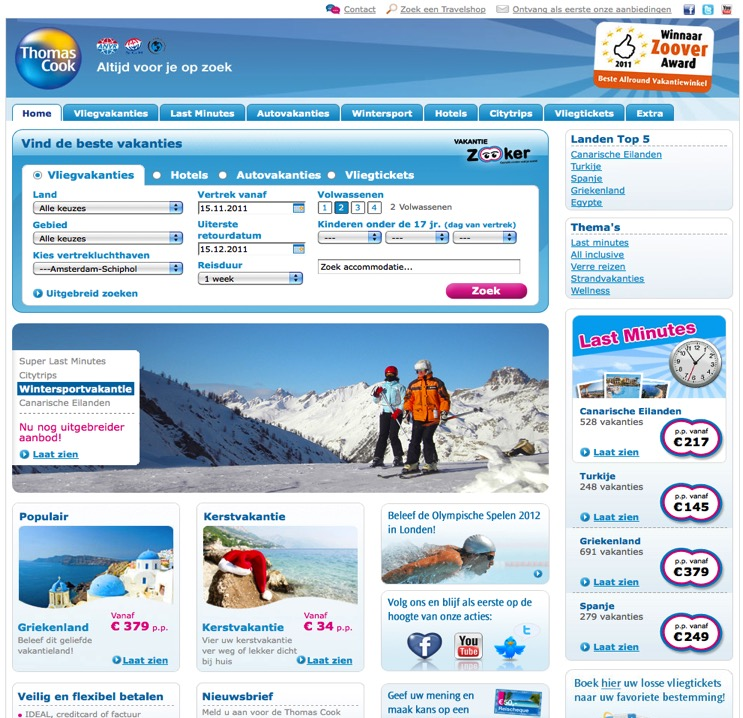 Contact Zoek een Travelshop Ontvang als eerste onze aanbiedingen
Thomas Cook
Altijd voor je op zoek
Winnaar
Zoover
2011 Award
Beste Allround Vakantiewinkel
Home Vliegvakanties Last Minutes Autovakanties Wintersport Hotels Citytrips Vliegtickets Extra
Vind de beste vakanties
VAKANTIE
Zooker
Vliegvakanties Hotels Autovakanties Vliegtickets
Land
Alle keuzes
Gebied
Alle keuzes
Kies vertrekluchthaven
---Amsterdam-Schiphol
Uitgebreid zoeken
Vertrek vanaf
15.11.2011
Uiterste
retourdatum
15.12.2011
Reisduur
1 week
Volwassenen
1 2 3 4 2 Volwassenen
Kinderen onder de 17 jr. (dag van vertrek)
--- --- ---
Zoek accommodatie...
Zoek
Landen Top 5
Canarische Eilanden
Turkije
Spanje
Griekenland
Egypte
Thema's
Last minutes
All inclusive
Verre reizen
Strandvakanties
Wellness
Super Last Minutes
Citytrips
Wintersportvakantie
Canarische Eilanden
Nu nog uitgebreider
aanbod!
Laat zien
Last Minutes
Canarische Eilanden
528 vakanties
p.p. vanaf
€217
Laat zien
Turkije
248 vakanties
p.p. vanaf
€145
Laat zien
Griekenland
691 vakanties
p.p. vanaf
€379
Laat zien
Spanje
279 vakanties
p.p. vanaf
€249
Laat zien
Boek hier uw losse vliegtickets
naar uw favoriete bestemming!
Populair
Griekenland
Vanaf
€ 379 p.p.
Beleef dit geliefde
vakantieland!
Laat zien
Kerstvakantie
Kerstvakantie
Vanaf
€ 34 p.p.
Vier uw kerstvakantie
ver weg of lekker dicht
bij huis
Laat zien
Beleef de Olympische Spelen 2012
in Londen!
Volg ons en blijf als eerste op de
hoogte van onze acties:
f You Tube t
Veilig en flexibel betalen
IDEAL, creditcard of factuur
Nieuwsbrief
Meld u aan voor de Thomas Cook
Geef uw mening en
maak kans op een
€50,-
Reischeque